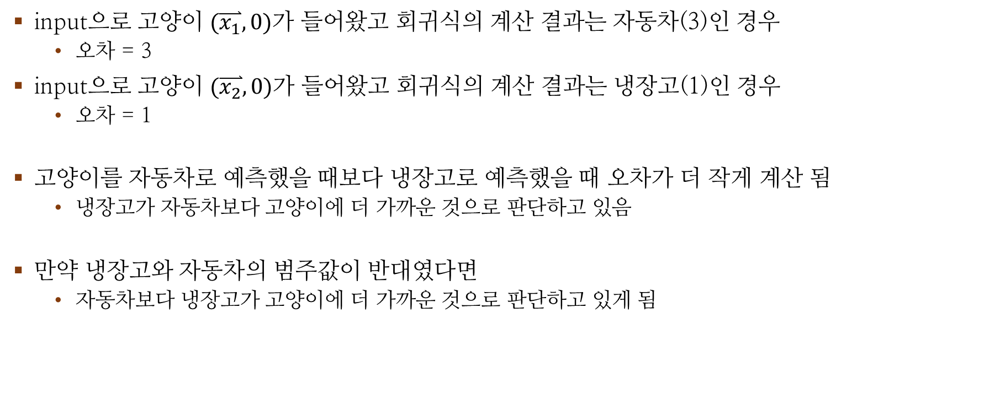 ▪ input으로 고양이 ($\overrightarrow{x_1}$, 0)가 들어왔고 회귀식의 계산 결과는 자동차(3)인 경우
• 오차 = 3
▪ input으로 고양이 ($\overrightarrow{x_2}$, 0)가 들어왔고 회귀식의 계산 결과는 냉장고(1)인 경우
• 오차 = 1
▪ 고양이를 자동차로 예측했을 때보다 냉장고로 예측했을 때 오차가 더 작게 계산 됨
• 냉장고가 자동차보다 고양이에 더 가까운 것으로 판단하고 있음
▪ 만약 냉장고와 자동차의 범주값이 반대였다면
• 자동차보다 냉장고가 고양이에 더 가까운 것으로 판단하고 있게 됨